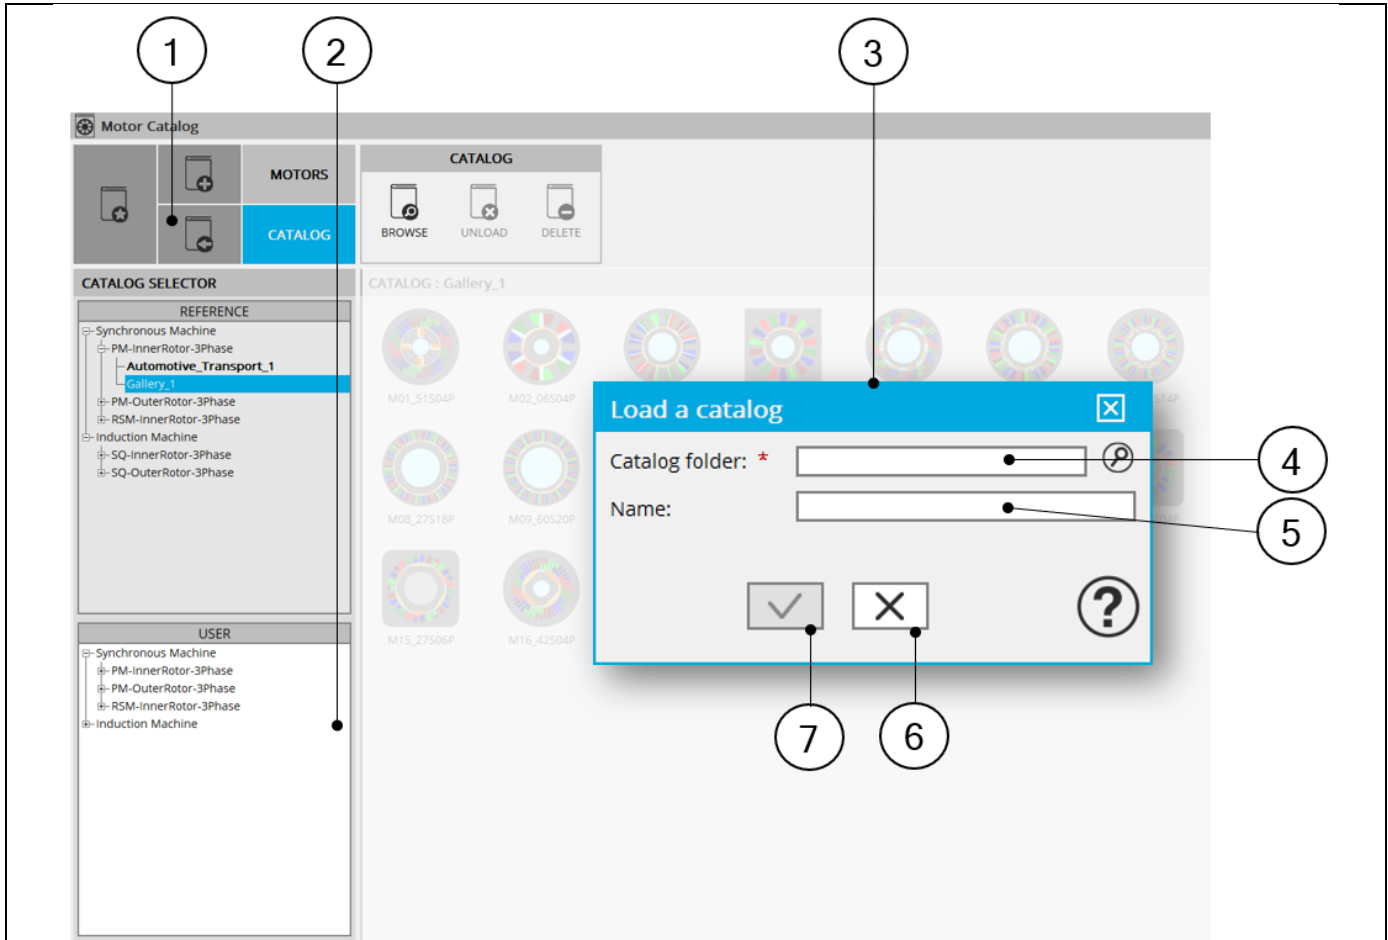 1
2
3
Motor Catalog
MOTORS
CATALOG
CATALOG
BROWSE
UNLOAD
DELETE
CATALOG SELECTOR
REFERENCE
Synchronous Machine
PM-InnerRotor-3Phase
Automotive_Transport_1
Gallery_1
PM-OuterRotor-3Phase
RSM-InnerRotor-3Phase
Induction Machine
SQ-InnerRotor-3Phase
SQ-OuterRotor-3Phase
USER
Synchronous Machine
PM-InnerRotor-3Phase
PM-OuterRotor-3Phase
RSM-InnerRotor-3Phase
Induction Machine
CATALOG : Gallery_1
M01_51S04P
M02_06S04P
M08_27S18P
M09_60S20P
M15_27S06P
M16_42S04P
Load a catalog
Catalog folder: *
Name:
?
4
5
7
6